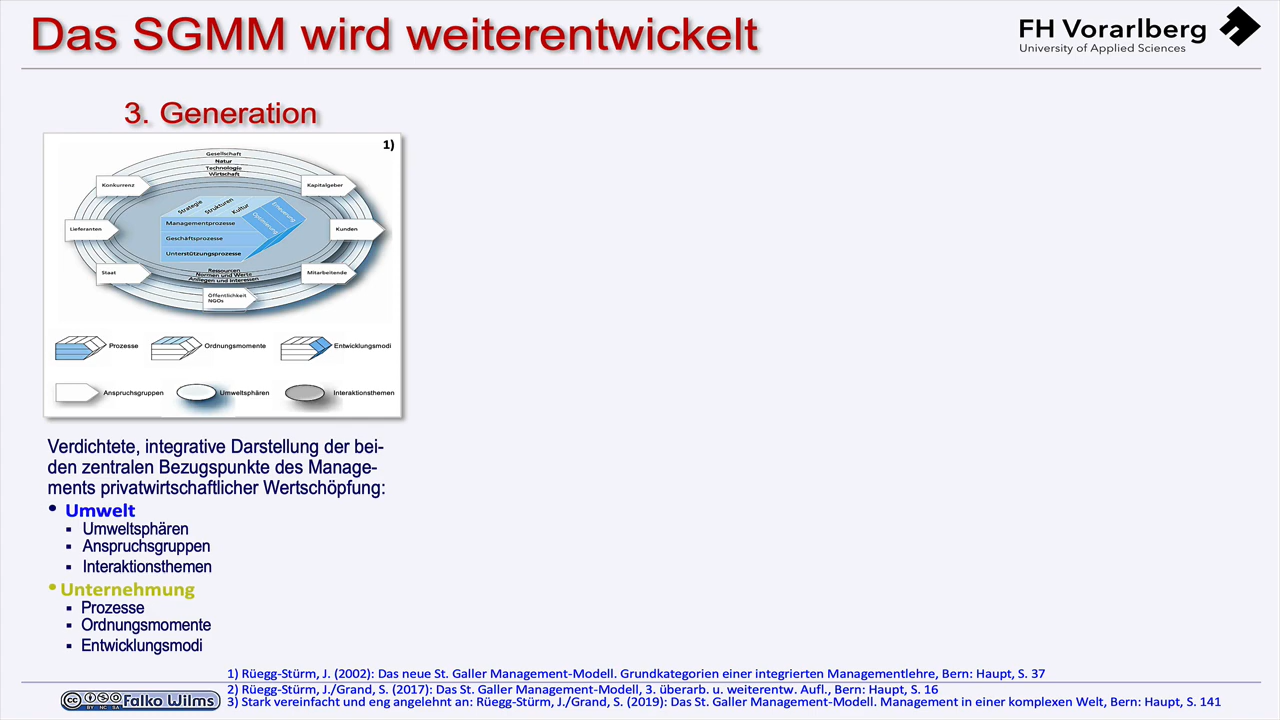 Das SGMM wird weiterentwickelt
FH Vorarlberg
University of Applied Sciences
3. Generation
1)
Gesellschaft
Natur
Technologie
Wirtschaft
Konkurrenz
Kapitalgeber
Strategie
Strukturen
Kultur
Erneuerung
Optimierung
Lieferanten
Managementprozesse
Kunden
Geschäftsprozesse
Unterstützungsprozesse
Staat
Ressourcen
Normen und Werte
Anliegen und Interessen
Mitarbeitende
Öffentlichkeit
NGOs
Prozesse
Ordnungsmomente
Entwicklungsmodi
Anspruchsgruppen
Umweltsphären
Interaktionsthemen
Verdichtete, integrative Darstellung der bei-
den zentralen Bezugspunkte des Manage-
ments privatwirtschaftlicher Wertschöpfung:
• Umwelt
▪ Umweltsphären
▪ Anspruchsgruppen
▪ Interaktionsthemen
• Unternehmung
▪ Prozesse
▪ Ordnungsmomente
▪ Entwicklungsmodi
1) Rüegg-Stürm, J. (2002): Das neue St. Galler Management-Modell. Grundkategorien einer integrierten Managementlehre, Bern: Haupt, S. 37
2) Rüegg-Stürm, J./Grand, S. (2017): Das St. Galler Management-Modell, 3. überarb. u. weiterentw. Aufl., Bern: Haupt, S. 16
3) Stark vereinfacht und eng angelehnt an: Rüegg-Stürm, J./Grand, S. (2019): Das St. Galler Management-Modell. Management in einer komplexen Welt, Bern: Haupt, S. 141
cc BY NC SA Falko Wilms